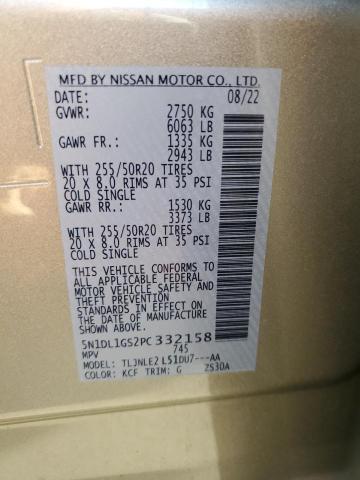 MFD BY NISSAN MOTOR CO., LTD.
DATE: 08/22
GVWR: 2750 KG
6063 LB
GAWR FR.: 1335 KG
2943 LB
WITH 255/50R20 TIRES
20 X 8.0 RIMS AT 35 PSI
COLD SINGLE
GAWR RR.: 1530 KG
3373 LB
WITH 255/50R20 TIRES
20 X 8.0 RIMS AT 35 PSI
COLD SINGLE
THIS VEHICLE CONFORMS TO
ALL APPLICABLE FEDERAL
MOTOR VEHICLE SAFETY AND
THEFT PREVENTION
STANDARDS IN EFFECT ON
THE DATE OF MANUFACTURE
SHOWN ABOVE.
5N1DL1GS2PC332158
MPV 745
MODEL: TLJNLE2 L51DU7---AA
COLOR: KCF TRIM: G ZS30A